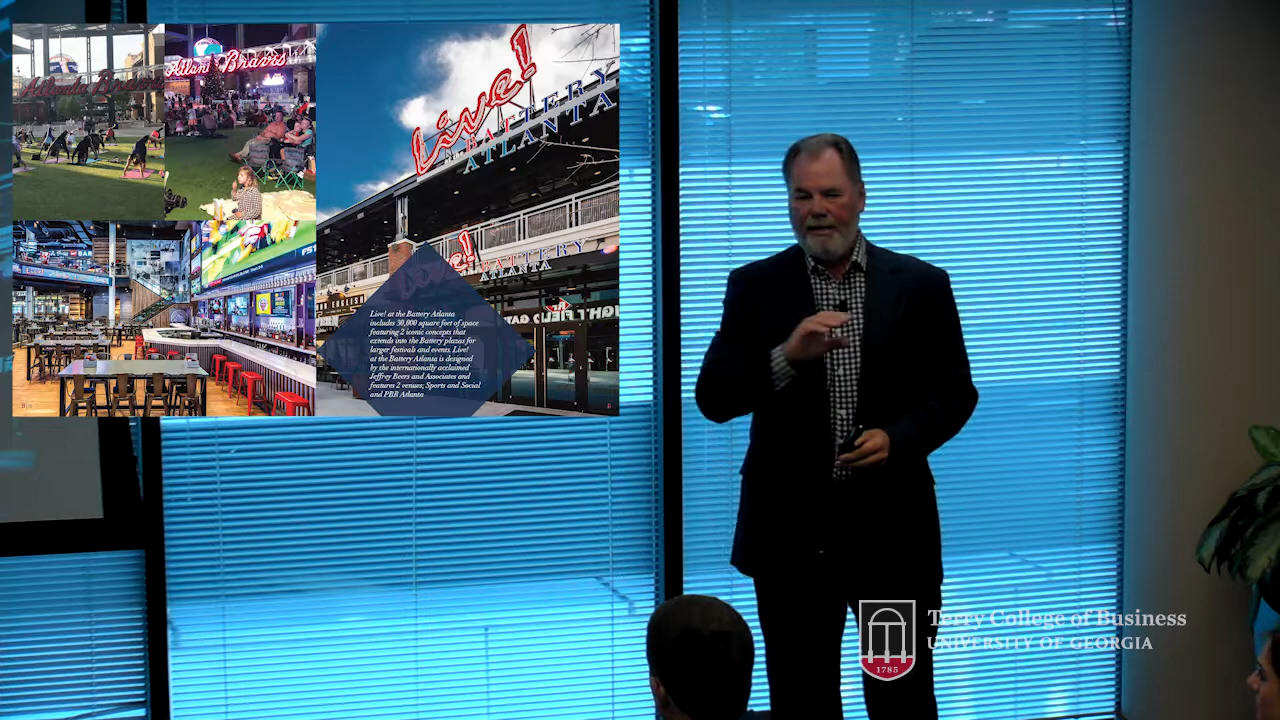 Atlanta Braves
Atlanta Braves
Live!
BATTERY
ATLANTA
Live!
BATTERY
ATLANTA
Live! at the Battery Atlanta
includes 30,000 square feet of space
featuring 2 iconic concepts that
extends into the Battery plazas for
larger festivals and events. Live!
at the Battery Atlanta is designed
by the internationally acclaimed
Jeffrey Beers and Associates and
features 2 venues; Sports and Social
and PBR Atlanta
Terry College of Business
UNIVERSITY OF GEORGIA
1785